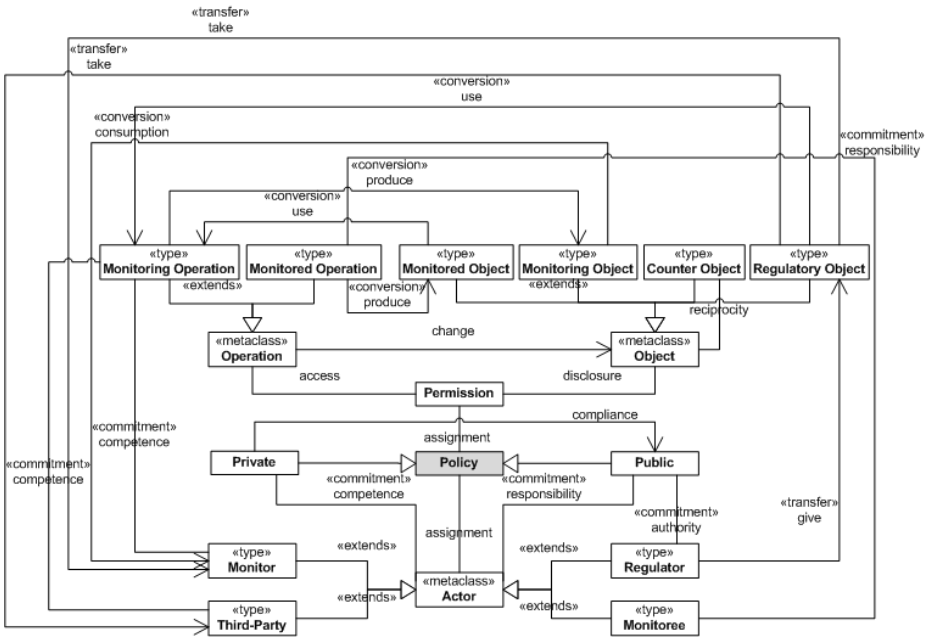 «transfer»
take
«transfer»
take
«conversion»
use
«conversion»
consumption
«commitment»
responsibility
«conversion»
produce
«conversion»
use
«type»
Monitoring Operation
«type»
Monitored Operation
«type»
Monitored Object
«type»
Monitoring Object
«type»
Counter Object
«type»
Regulatory Object
«extends»
«conversion»
produce
«extends»
reciprocity
«metaclass»
Operation
change
«metaclass»
Object
access
disclosure
Permission
compliance
assignment
«commitment»
competence
«commitment»
competence
Private
Policy
Public
«commitment»
competence
«commitment»
responsibility
«transfer»
give
«commitment»
authority
assignment
«type»
Monitor
«extends»
«extends»
«type»
Regulator
«metaclass»
Actor
«extends»
«extends»
«type»
Third-Party
«type»
Monitoree